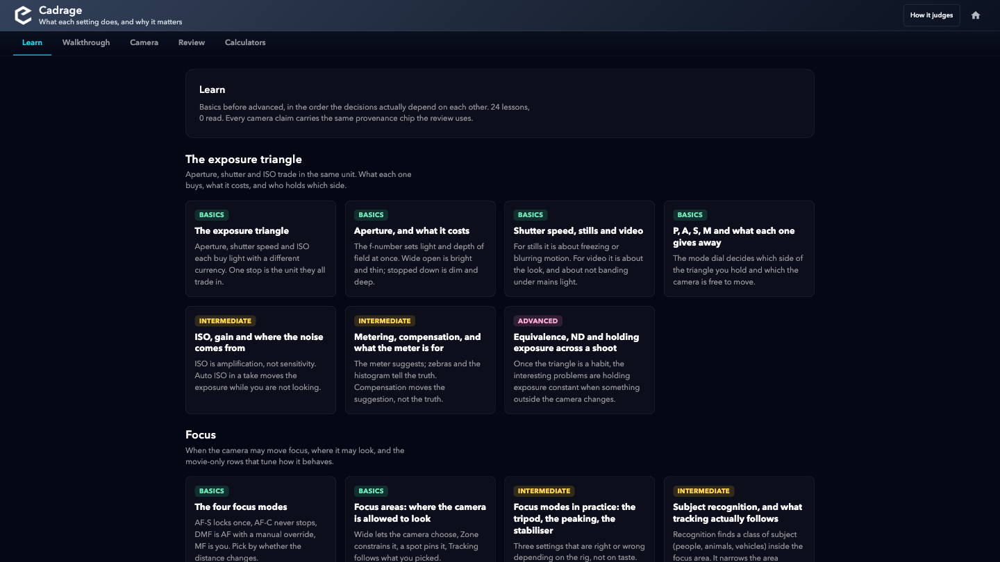 Cadrage
What each setting does, and why it matters
How it judges
Learn
Walkthrough
Camera
Review
Calculators
Learn
Basics before advanced, in the order the decisions actually depend on each other. 24 lessons,
0 read. Every camera claim carries the same provenance chip the review uses.
The exposure triangle
Aperture, shutter and ISO trade in the same unit. What each one
buys, what it costs, and who holds which side.
BASICS
The exposure triangle
Aperture, shutter speed and ISO
each buy light with a different
currency. One stop is the unit they all
trade in.
BASICS
Aperture, and what it costs
The f-number sets light and depth of
field at once. Wide open is bright
and thin; stopped down is dim and
deep.
BASICS
Shutter speed, stills and video
For stills it is about freezing or
blurring motion. For video it is about
the look, and about not banding
under mains light.
BASICS
P, A, S, M and what each one
gives away
The mode dial decides which side of
the triangle you hold and which the
camera is free to move.
INTERMEDIATE
ISO, gain and where the noise
comes from
ISO is amplification, not sensitivity.
Auto ISO in a take moves the
exposure while you are not looking.
INTERMEDIATE
Metering, compensation, and
what the meter is for
The meter suggests; zebras and the
histogram tell the truth.
Compensation moves the
suggestion, not the truth.
ADVANCED
Equivalence, ND and holding
exposure across a shoot
Once the triangle is a habit, the
interesting problems are holding
exposure constant when something
outside the camera changes.
Focus
When the camera may move focus, where it may look, and the
movie-only rows that tune how it behaves.
BASICS
The four focus modes
AF-S locks once, AF-C never stops,
DMF is AF with a manual override,
MF is you. Pick by whether the
distance changes.
BASICS
Focus areas: where the camera
is allowed to look
Wide lets the camera choose, Zone
constrains it, a spot pins it, Tracking
follows what you picked.
INTERMEDIATE
Focus modes in practice: the
tripod, the peaking, the
stabiliser
Three settings that are right or wrong
depending on the rig, not on taste.
INTERMEDIATE
Subject recognition, and what
tracking actually follows
Recognition finds a class of subject
(people, animals, vehicles) inside the
focus area. It narrows the area